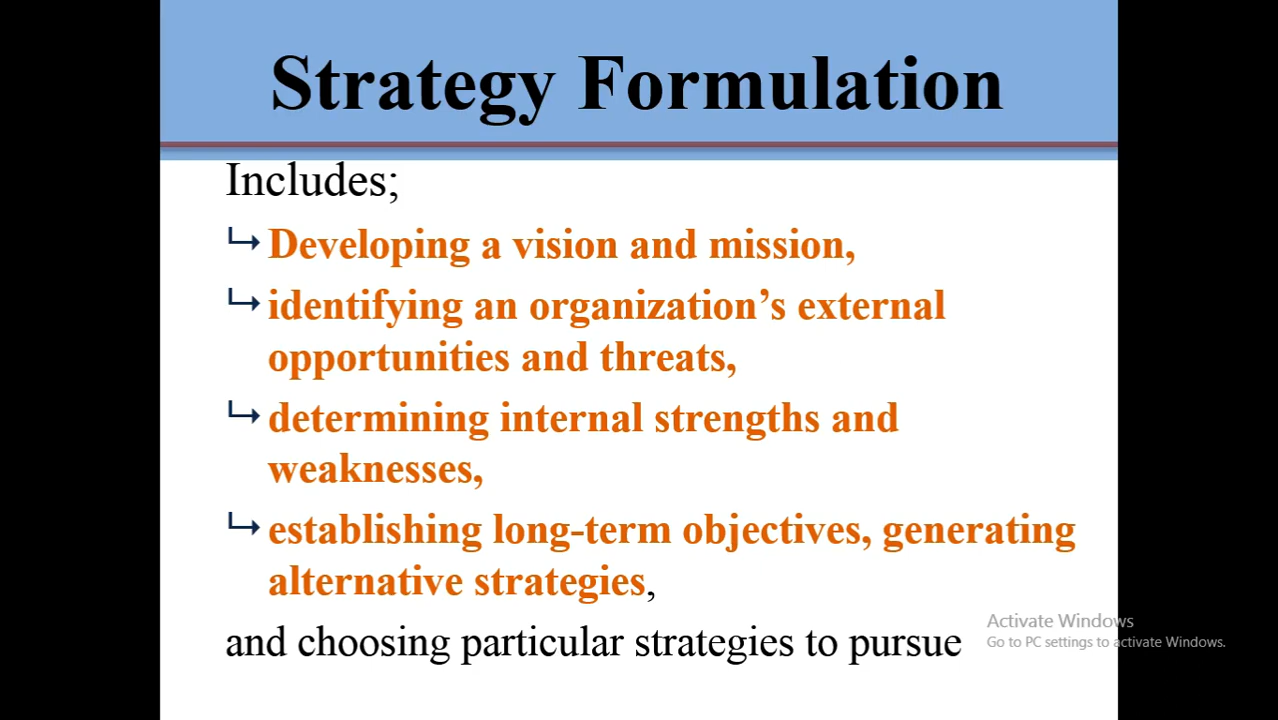 Strategy Formulation
Includes;
Developing a vision and mission,
identifying an organization’s external
opportunities and threats,
determining internal strengths and
weaknesses,
establishing long-term objectives, generating
alternative strategies,
and choosing particular strategies to pursue
Activate Windows
Go to PC settings to activate Windows.